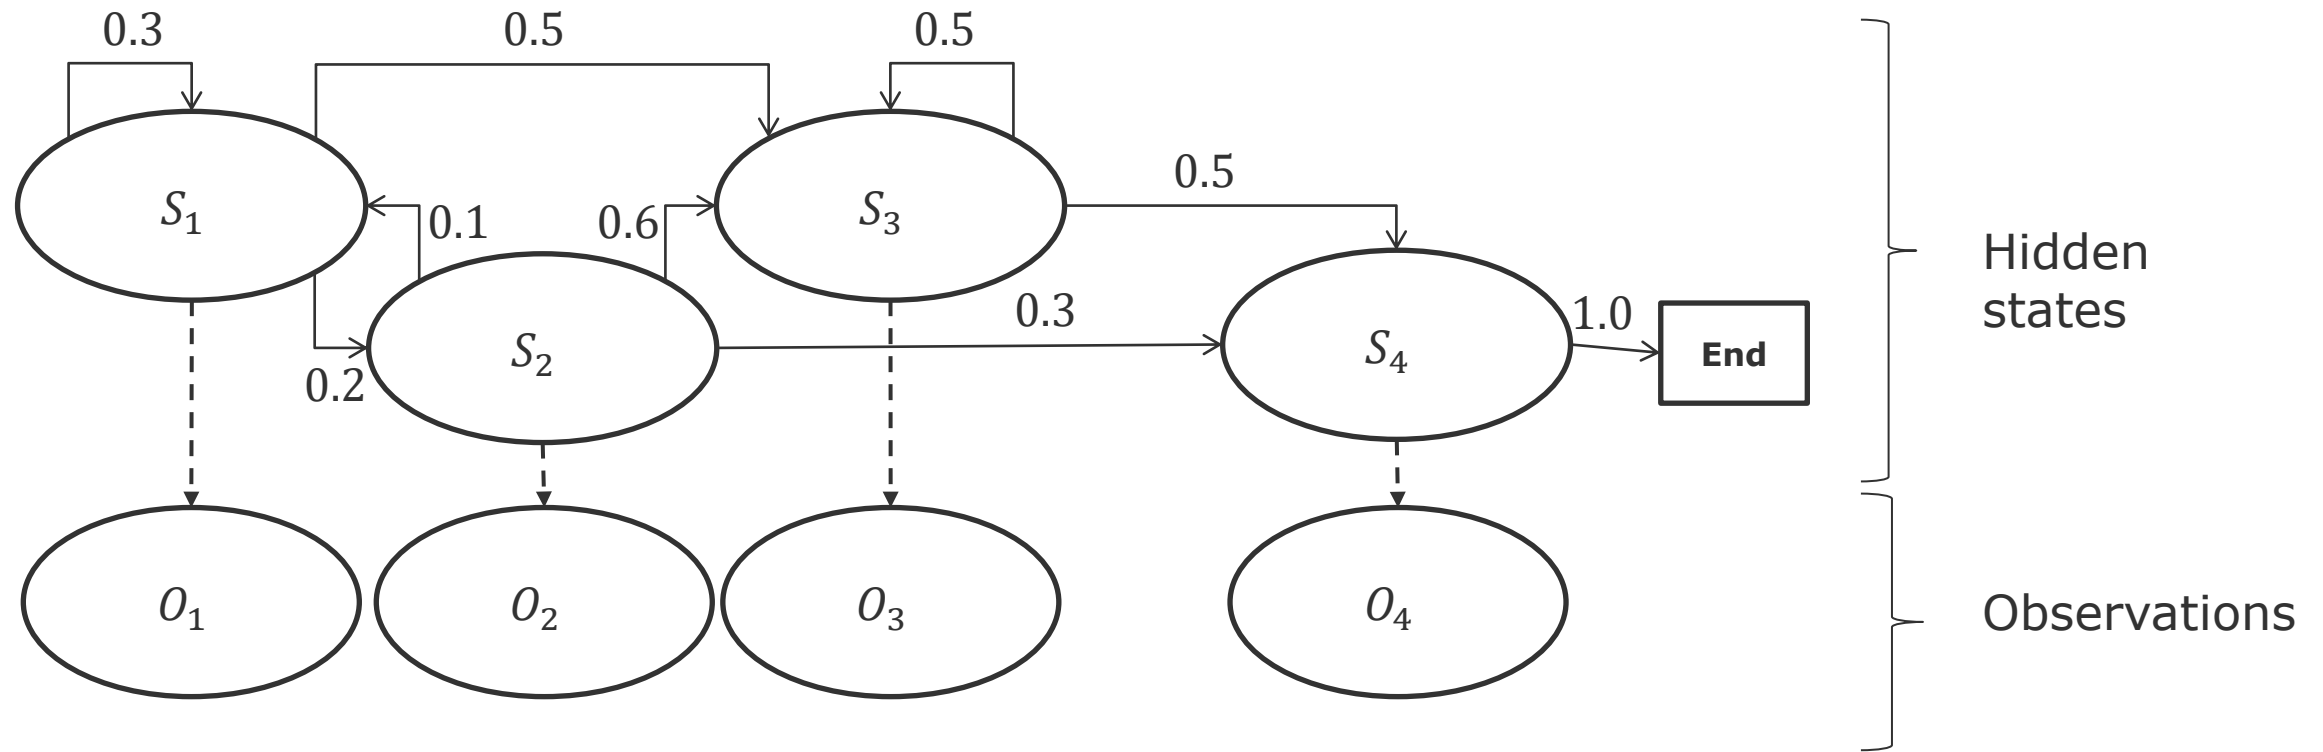 0.3
0.5
0.5
0.5
S₁
0.1
0.6
S₃
Hidden
states
0.3
1.0
0.2
S₂
S₄
End
O₁
O₂
O₃
O₄
Observations